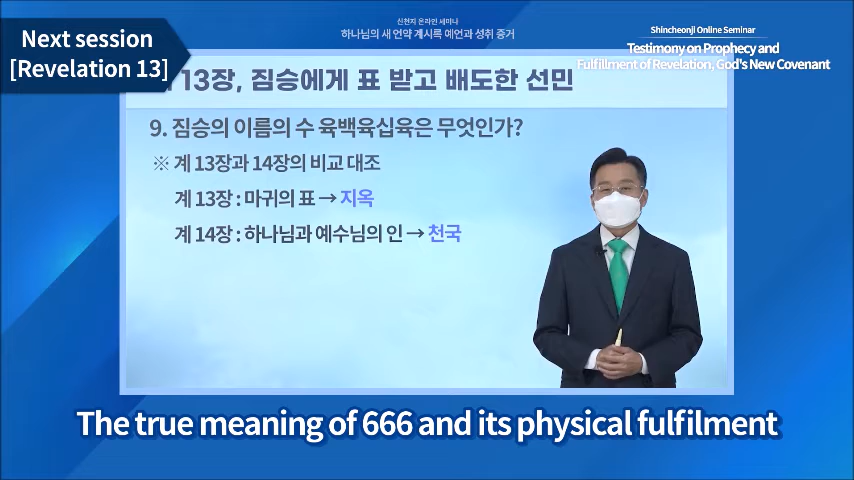 Next session
[Revelation 13]
신천지 온라인 세미나
하나님의 새 언약 계시록 예언과 성취 증거
Shincheonji Online Seminar
Testimony on Prophecy and
Fulfillment of Revelation, God's New Covenant
13장, 짐승에게 표 받고 배도한 선민
9. 짐승의 이름의 수 육백육십육은 무엇인가?
※ 계 13장과 14장의 비교 대조
계 13장 : 마귀의 표 → 지옥
계 14장 : 하나님과 예수님의 인 → 천국
The true meaning of 666 and its physical fulfilment